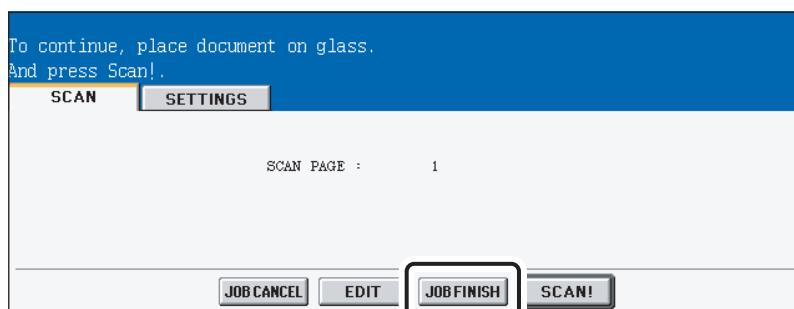 To continue, place document on glass.
And press Scan!.
SCAN SETTINGS
SCAN PAGE : 1
JOB CANCEL EDIT JOB FINISH SCAN!